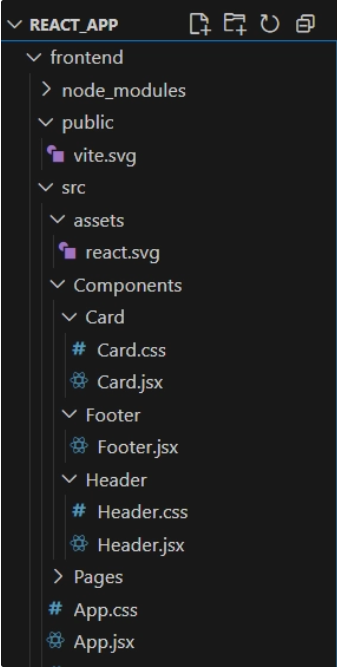 REACT_APP
frontend
node_modules
public
vite.svg
src
assets
react.svg
Components
Card
# Card.css
Card.jsx
Footer
Footer.jsx
Header
# Header.css
Header.jsx
Pages
# App.css
App.jsx